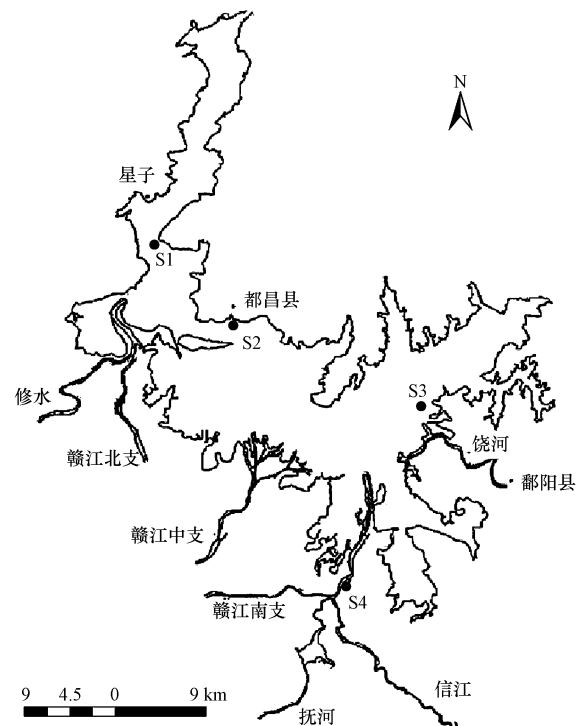 N
星子
S1
都昌县
S2
S3
修水
赣江北支
饶河
鄱阳县
赣江中支
S4
赣江南支
信江
抚河
9 4.5 0 9 km